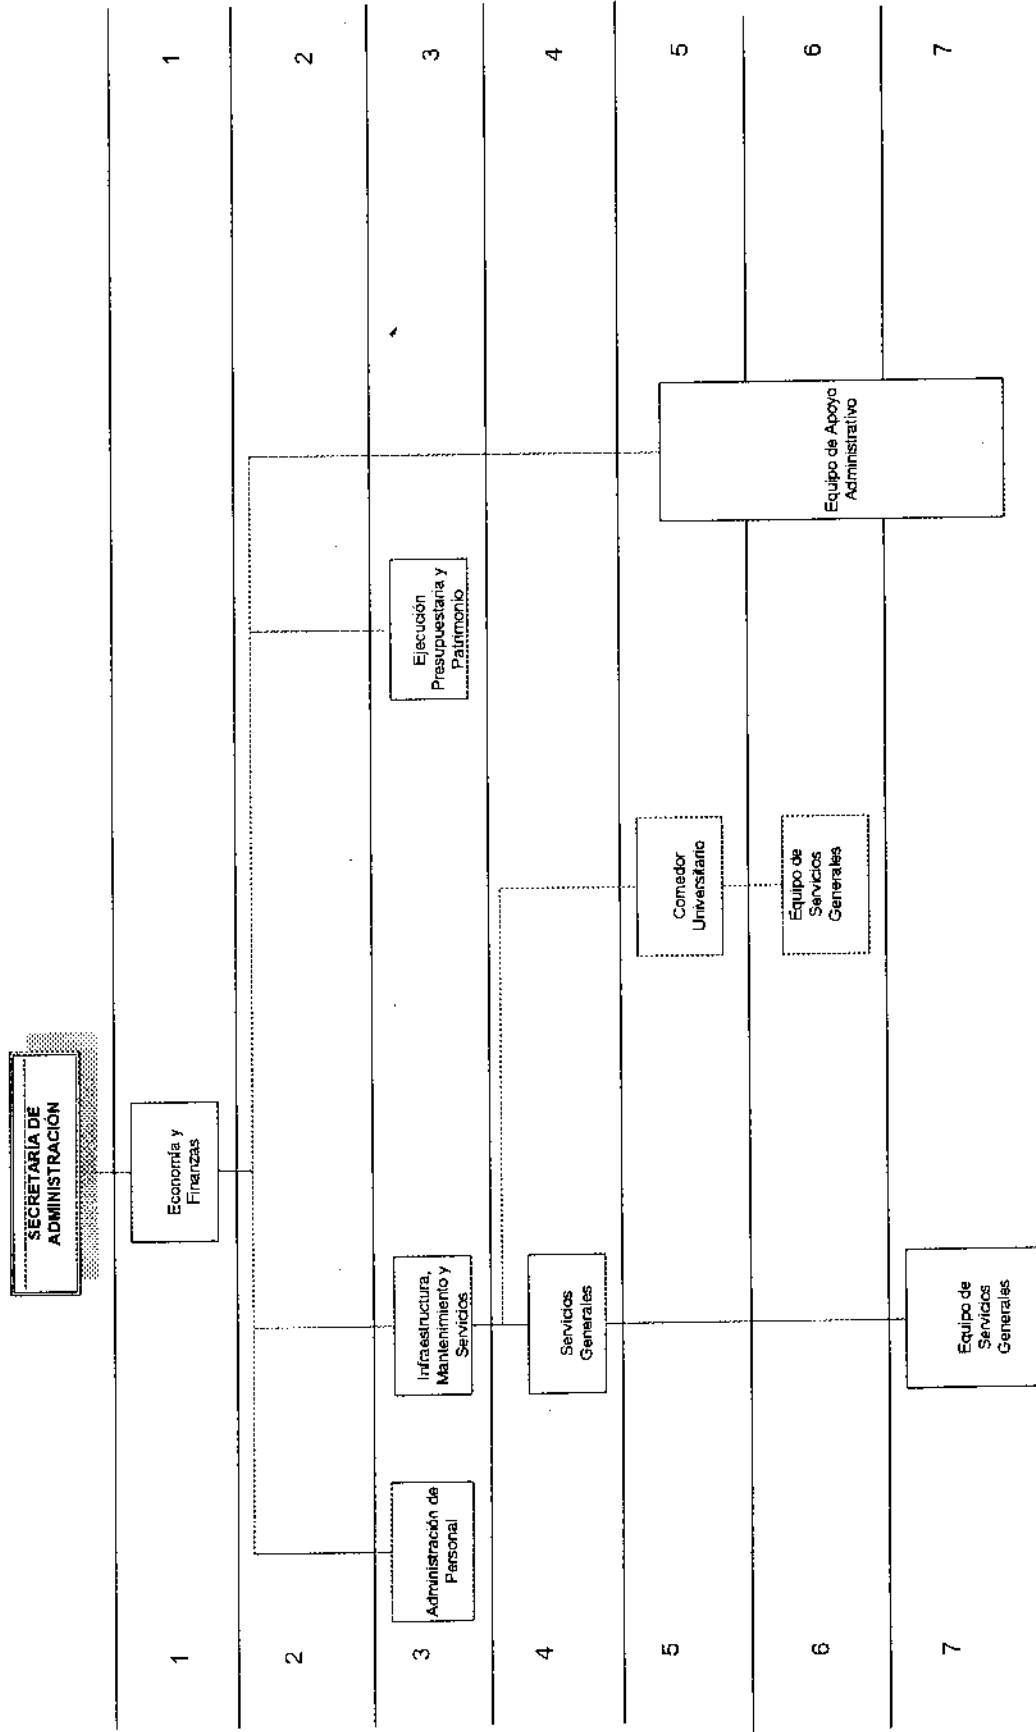 SECRETARÍA DE
ADMINISTRACIÓN
1
1
Economía y
Finanzas
2
2
3
Administración de
Personal
Infraestructura,
Mantenimiento y
Servicios
Ejecución
Presupuestaria y
Patrimonio
3
4
Servicios
Generales
4
5
Comedor
Universitario
5
6
Equipo de
Servicios
Generales
Equipo de Apoyo
Administrativo
6
7
Equipo de
Servicios
Generales
7